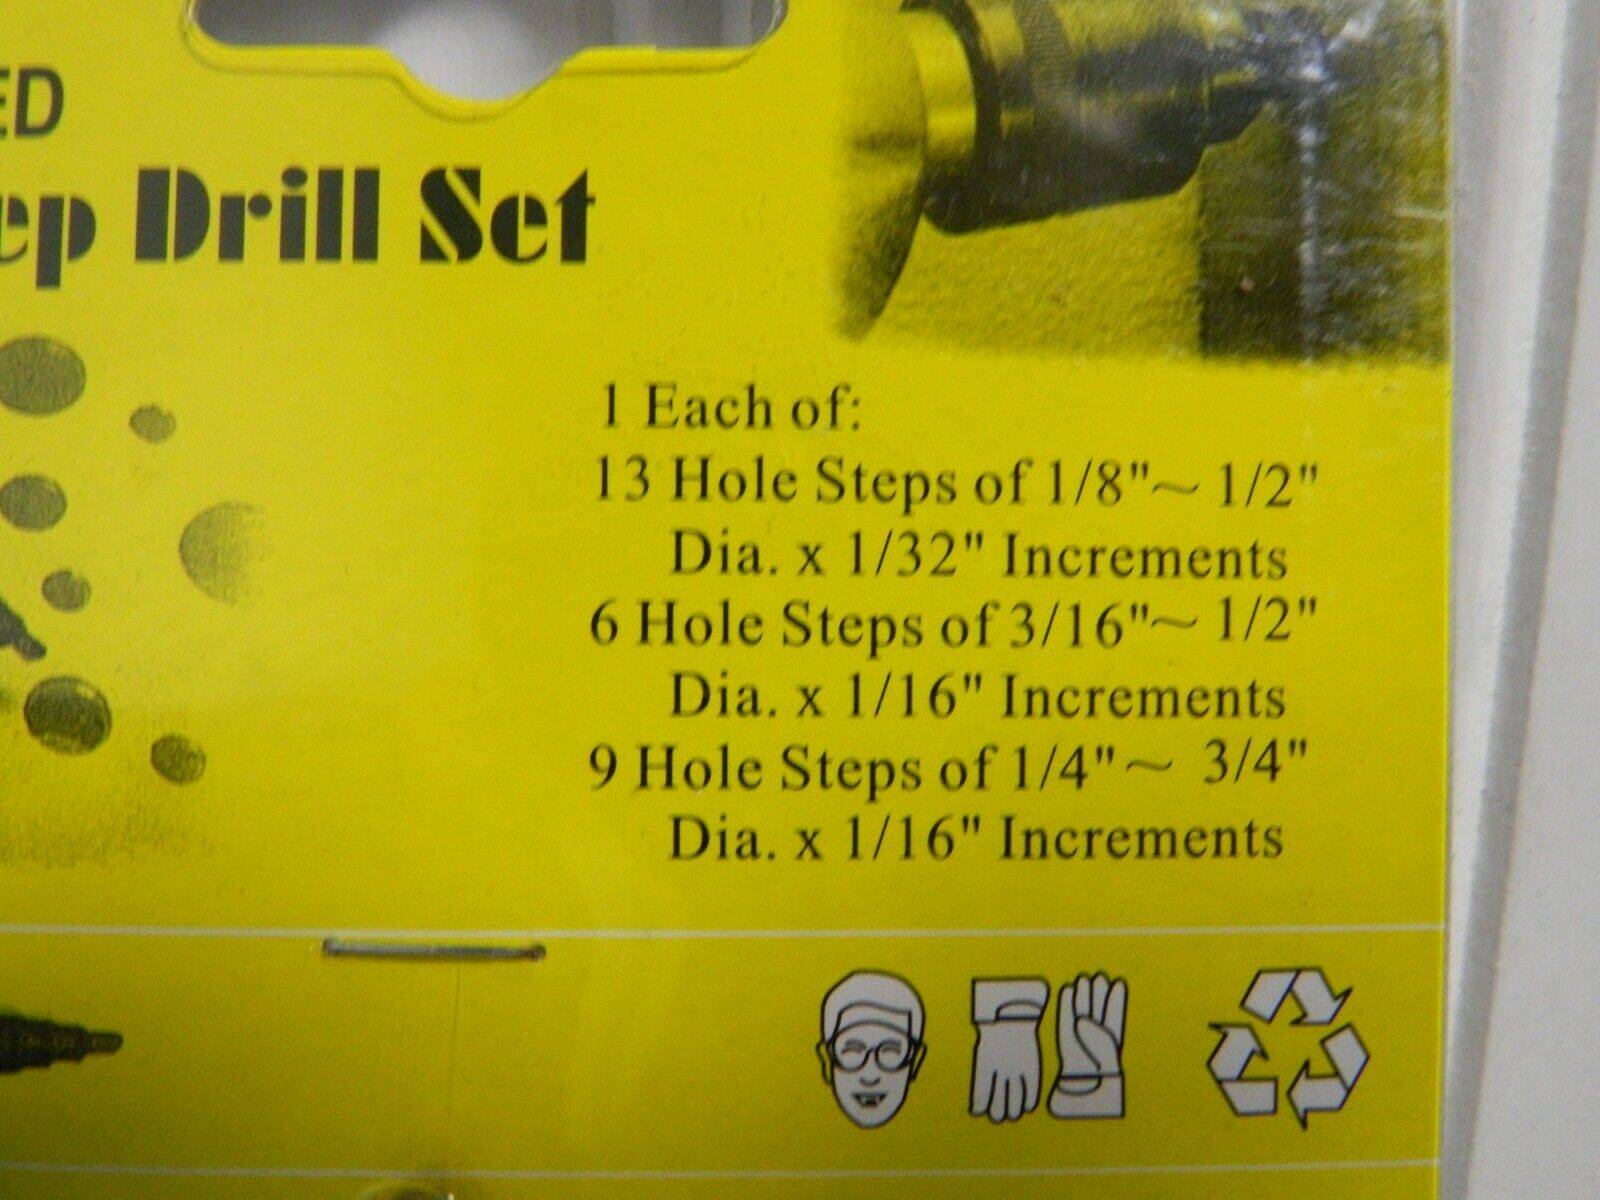 ED
ep Drill Set
1 Each of:
13 Hole Steps of 1/8"~ 1/2"
Dia. x 1/32" Increments
6 Hole Steps of 3/16"~ 1/2"
Dia. x 1/16" Increments
9 Hole Steps of 1/4"~ 3/4"
Dia. x 1/16" Increments